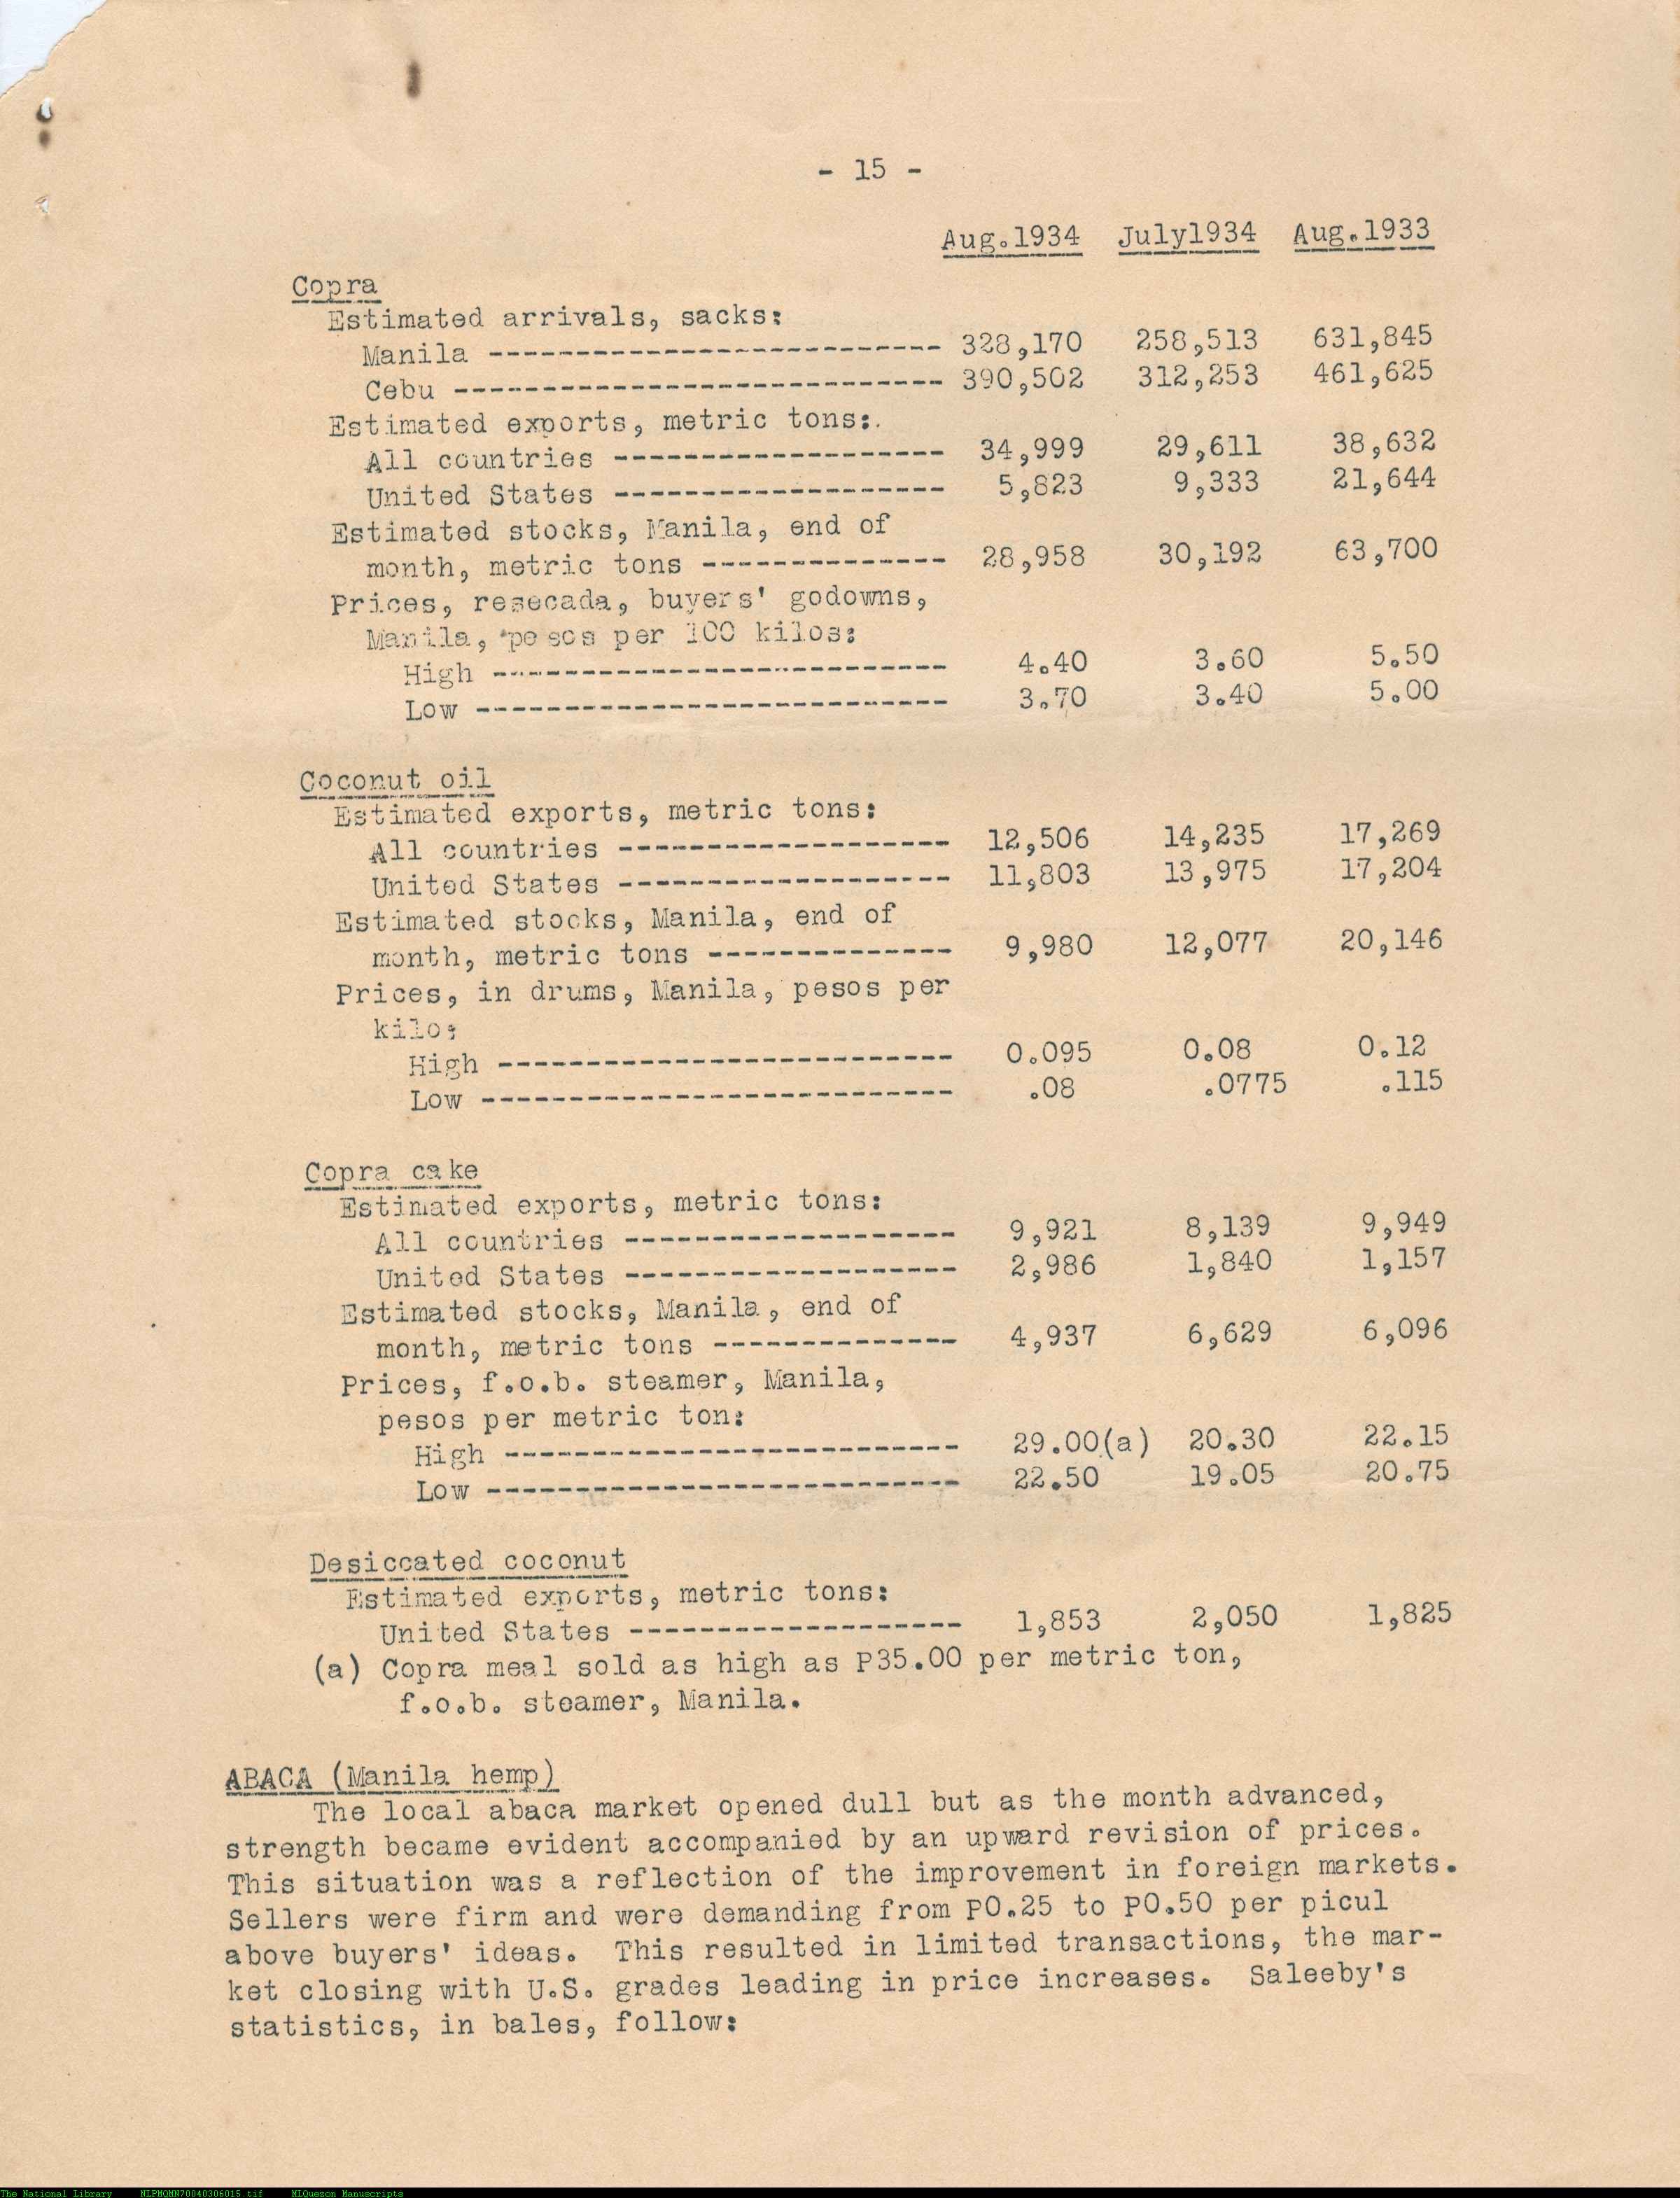 - 15 -
Aug.1934 July1934 Aug.1933
Copra
Estimated arrivals, sacks:
Manila -------------------------- 328,170 258,513 631,845
Cebu ---------------------------- 390,502 312,253 461,625
Estimated exports, metric tons:.
All countries ------------------- 34,999 29,611 38,632
United States ------------------- 5,823 9,333 21,644
Estimated stocks, Manila, end of
month, metric tons -------------- 28,958 30,192 63,700
Prices, resecada, buyers' godowns,
Manila, pesos per 100 kilos:
High -------------------------- 4.40 3.60 5.50
Low --------------------------- 3.70 3.40 5.00
Coconut oil
Estimated exports, metric tons:
All countries ------------------- 12,506 14,235 17,269
United States ------------------- 11,803 13,975 17,204
Estimated stocks, Manila, end of
month, metric tons -------------- 9,980 12,077 20,146
Prices, in drums, Manila, pesos per
kilo:
High -------------------------- 0.095 0.08 0.12
Low --------------------------- .08 .0775 .115
Copra cake
Estimated exports, metric tons:
All countries ------------------- 9,921 8,139 9,949
United States ------------------- 2,986 1,840 1,157
Estimated stocks, Manila, end of
month, metric tons -------------- 4,937 6,629 6,096
Prices, f.o.b. steamer, Manila,
pesos per metric ton:
High -------------------------- 29.00(a) 20.30 22.15
Low --------------------------- 22.50 19.05 20.75
Desiccated coconut
Estimated exports, metric tons:
United States ------------------- 1,853 2,050 1,825
(a) Copra meal sold as high as P35.00 per metric ton,
f.o.b. steamer, Manila.
ABACA (Manila hemp)
The local abaca market opened dull but as the month advanced,
strength became evident accompanied by an upward revision of prices.
This situation was a reflection of the improvement in foreign markets.
Sellers were firm and were demanding from P0.25 to P0.50 per picul
above buyers' ideas. This resulted in limited transactions, the mar-
ket closing with U.S. grades leading in price increases. Saleeby's
statistics, in bales, follow:
The National Library NLPMQMN70040306015.tif MLQuezon Manuscripts